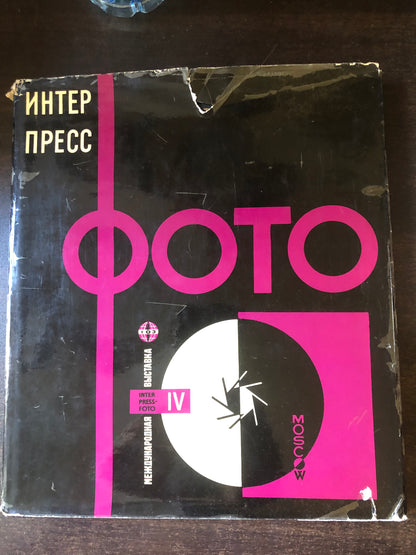 ИНТЕР
ПРЕСС
ФОТО
МЕЖДУНАРОДНАЯ ВЫСТАВКА
INTER
PRESS-
FOTO
IV
MOSCOW